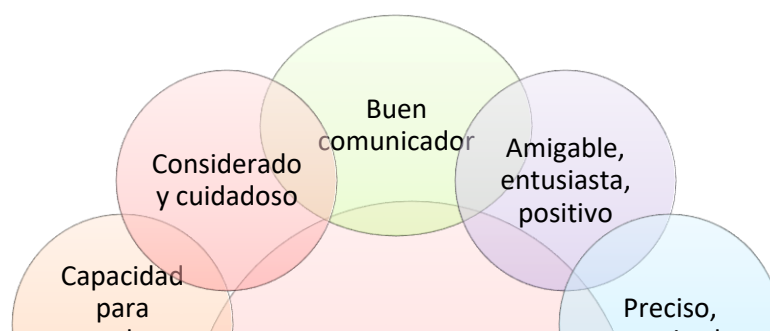 Buen
comunicador
Considerado
y cuidadoso
Amigable,
entusiasta,
positivo
Capacidad
para
Preciso,